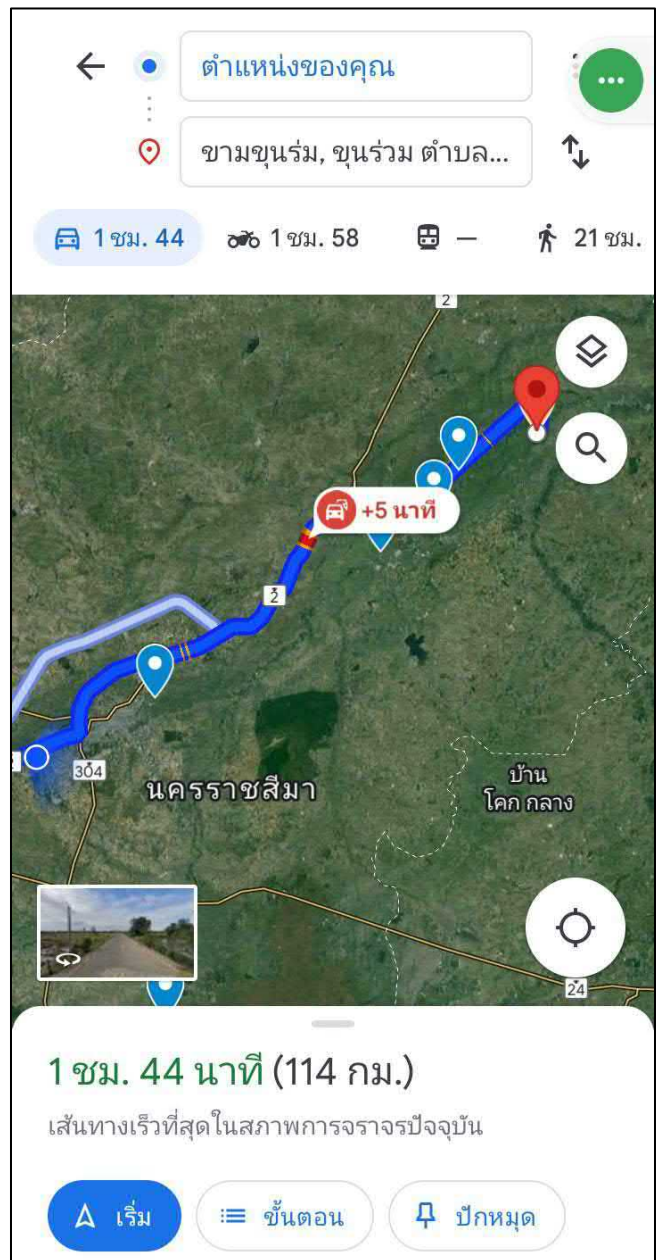 ตำแหน่งของคุณ
ขามขุนร่ม, ขุนร่วม ตำบล...
1 ชม. 44
1 ชม. 58
—
21 ชม.
2
+5 นาที
2
304
นครราชสีมา
บ้าน
โคก กลาง
24
1 ชม. 44 นาที (114 กม.)
เส้นทางเร็วที่สุดในสภาพการจราจรปัจจุบัน
เริ่ม
ขั้นตอน
ปักหมุด